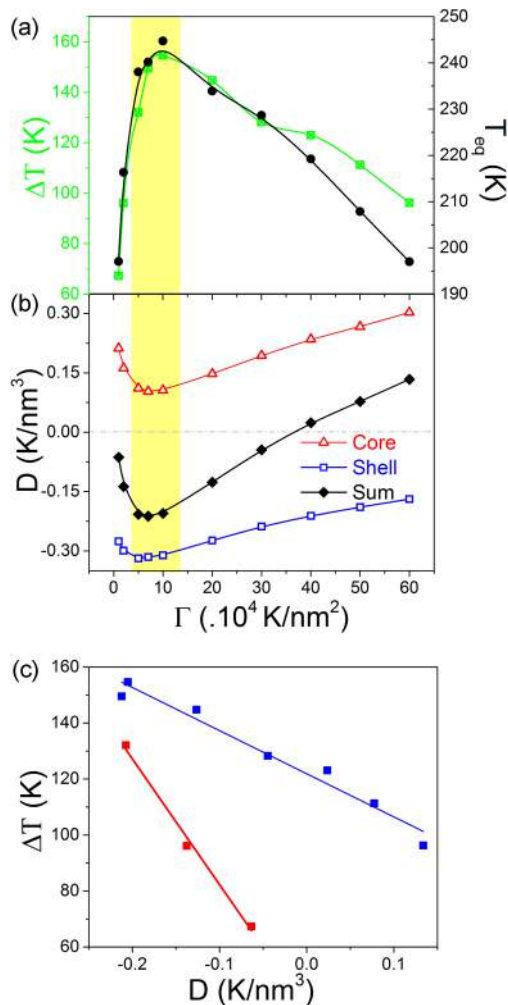 (a)
160
140
120
100
80
60
ΔT (K)
250
240
230
220
210
200
190
T_eq (K)
(b)
0.30
0.15
0.00
-0.15
-0.30
D (K/nm³)
Core
Shell
Sum
0 10 20 30 40 50 60
Γ (.10⁴ K/nm²)
(c)
160
140
120
100
80
60
ΔT (K)
-0.2 -0.1 0.0 0.1
D (K/nm³)